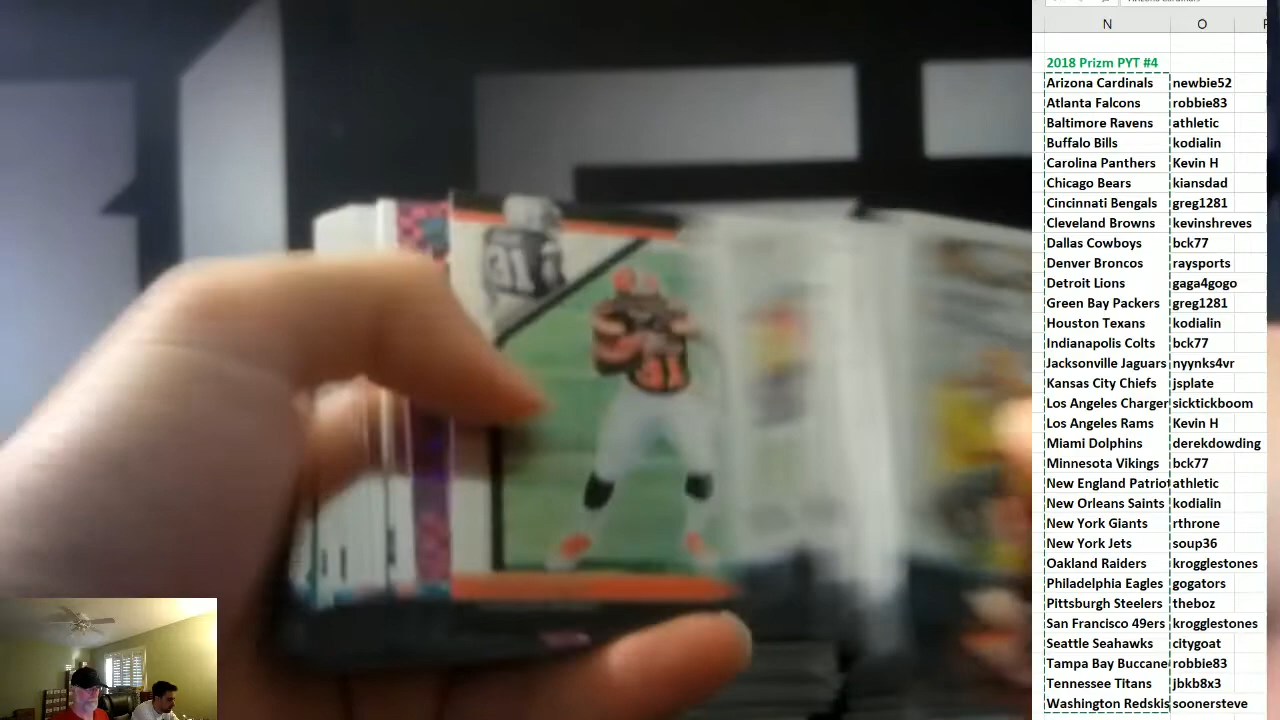 N O
2018 Prizm PYT #4
Arizona Cardinals newbie52
Atlanta Falcons robbie83
Baltimore Ravens athletic
Buffalo Bills kodialin
Carolina Panthers Kevin H
Chicago Bears kiansdad
Cincinnati Bengals greg1281
Cleveland Browns kevinshreves
Dallas Cowboys bck77
Denver Broncos raysports
Detroit Lions gaga4gogo
Green Bay Packers greg1281
Houston Texans kodialin
Indianapolis Colts bck77
Jacksonville Jaguars nyynks4vr
Kansas City Chiefs jsplate
Los Angeles Charger sicktickboom
Los Angeles Rams Kevin H
Miami Dolphins derekdowding
Minnesota Vikings bck77
New England Patriot athletic
New Orleans Saints kodialin
New York Giants rthrone
New York Jets soup36
Oakland Raiders krogglestones
Philadelphia Eagles gogators
Pittsburgh Steelers theboz
San Francisco 49ers krogglestones
Seattle Seahawks citygoat
Tampa Bay Buccane robbie83
Tennessee Titans jbkb8x3
Washington Redskis soonersteve